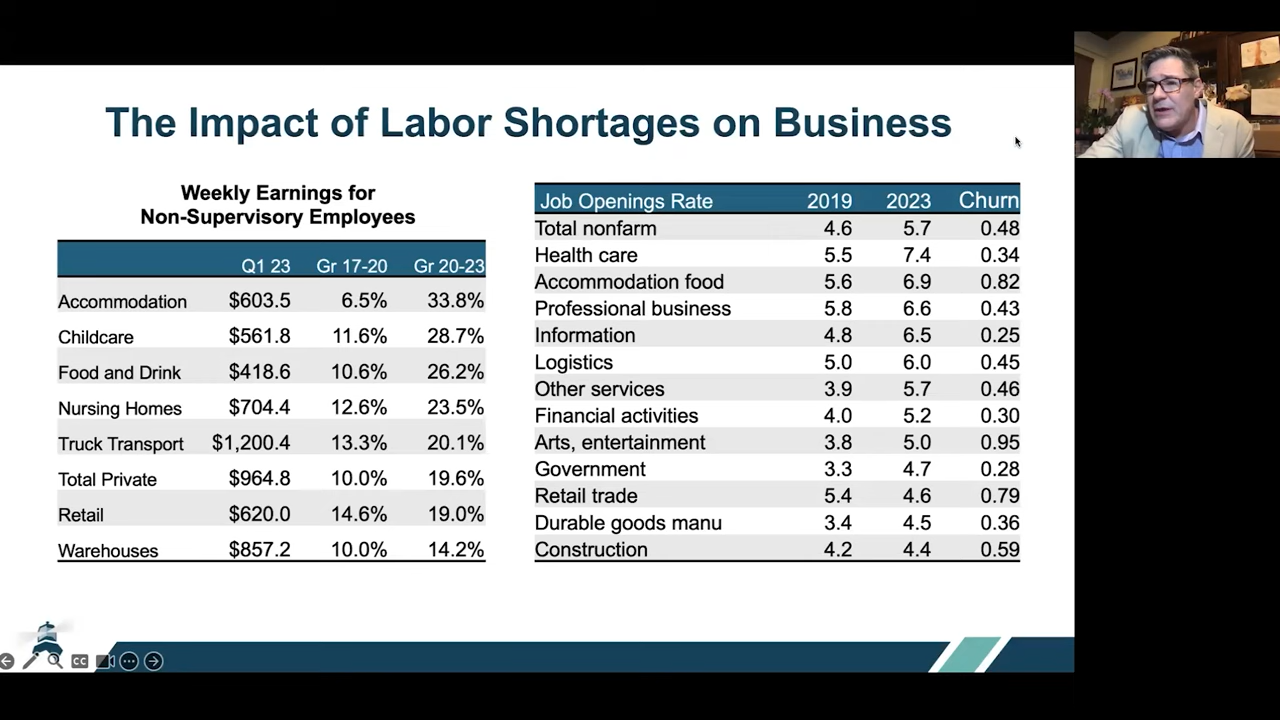 The Impact of Labor Shortages on Business
Weekly Earnings for
Non-Supervisory Employees
Q1 23 Gr 17-20 Gr 20-23
Accommodation $603.5 6.5% 33.8%
Childcare $561.8 11.6% 28.7%
Food and Drink $418.6 10.6% 26.2%
Nursing Homes $704.4 12.6% 23.5%
Truck Transport $1,200.4 13.3% 20.1%
Total Private $964.8 10.0% 19.6%
Retail $620.0 14.6% 19.0%
Warehouses $857.2 10.0% 14.2%
Job Openings Rate 2019 2023 Churn
Total nonfarm 4.6 5.7 0.48
Health care 5.5 7.4 0.34
Accommodation food 5.6 6.9 0.82
Professional business 5.8 6.6 0.43
Information 4.8 6.5 0.25
Logistics 5.0 6.0 0.45
Other services 3.9 5.7 0.46
Financial activities 4.0 5.2 0.30
Arts, entertainment 3.8 5.0 0.95
Government 3.3 4.7 0.28
Retail trade 5.4 4.6 0.79
Durable goods manu 3.4 4.5 0.36
Construction 4.2 4.4 0.59
CC